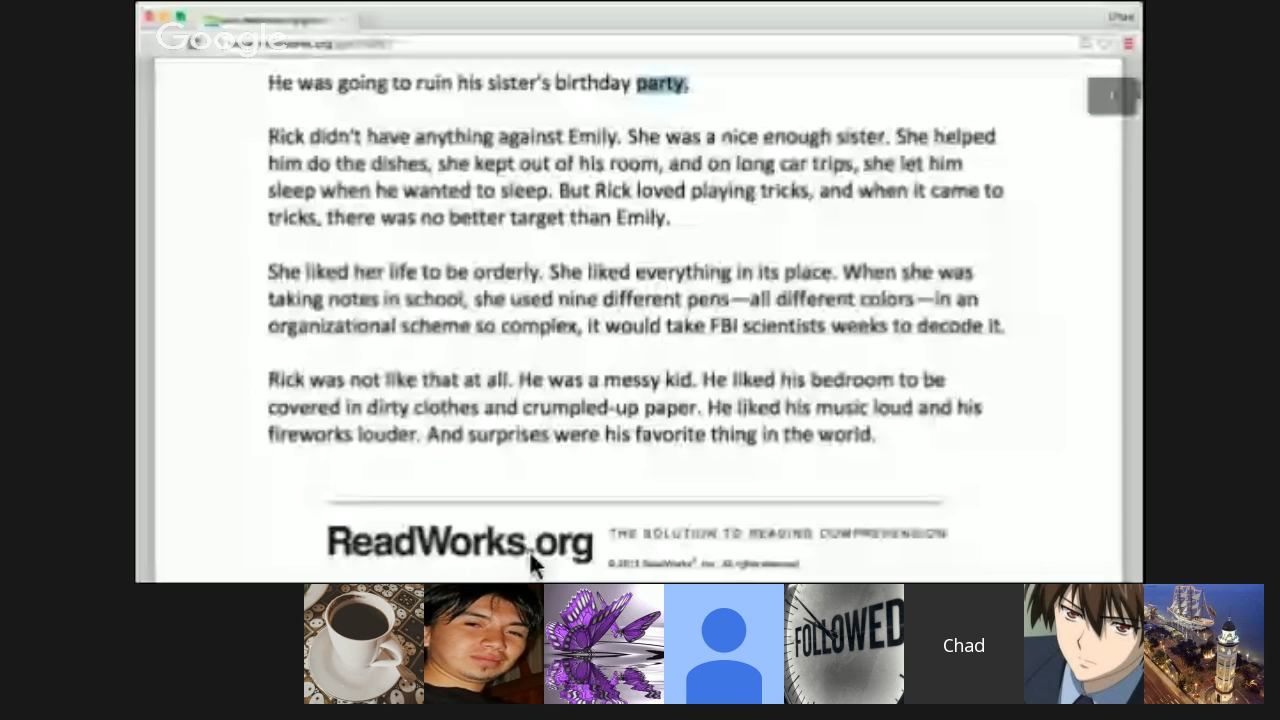 Chad
Google
He was going to ruin his sister's birthday party.
Rick didn't have anything against Emily. She was a nice enough sister. She helped
him do the dishes, she kept out of his room, and on long car trips, she let him
sleep when he wanted to sleep. But Rick loved playing tricks, and when it came to
tricks, there was no better target than Emily.
She liked her life to be orderly. She liked everything in its place. When she was
taking notes in school, she used nine different pens—all different colors—in an
organizational scheme so complex, it would take FBI scientists weeks to decode it.
Rick was not like that at all. He was a messy kid. He liked his bedroom to be
covered in dirty clothes and crumpled-up paper. He liked his music loud and his
fireworks louder. And surprises were his favorite thing in the world.
ReadWorks.org
THE SOLUTION TO READING COMPREHENSION
ReadWorks®, Inc. All rights reserved.
FOLLOWED
Chad